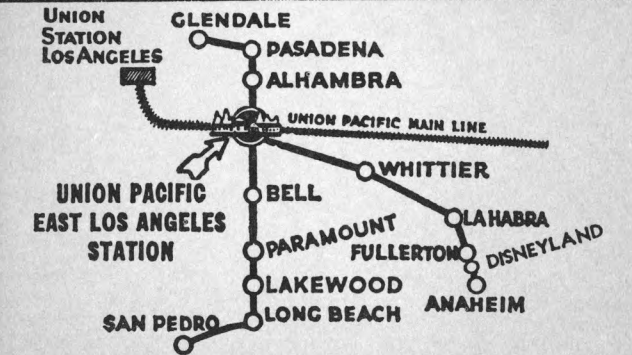 UNION
STATION
LOS ANGELES
GLENDALE
PASADENA
ALHAMBRA
UNION PACIFIC MAIN LINE
UNION PACIFIC
EAST LOS ANGELES
STATION
WHITTIER
BELL
LA HABRA
PARAMOUNT
FULLERTON
DISNEYLAND
LAKEWOOD
ANAHEIM
LONG BEACH
SAN PEDRO